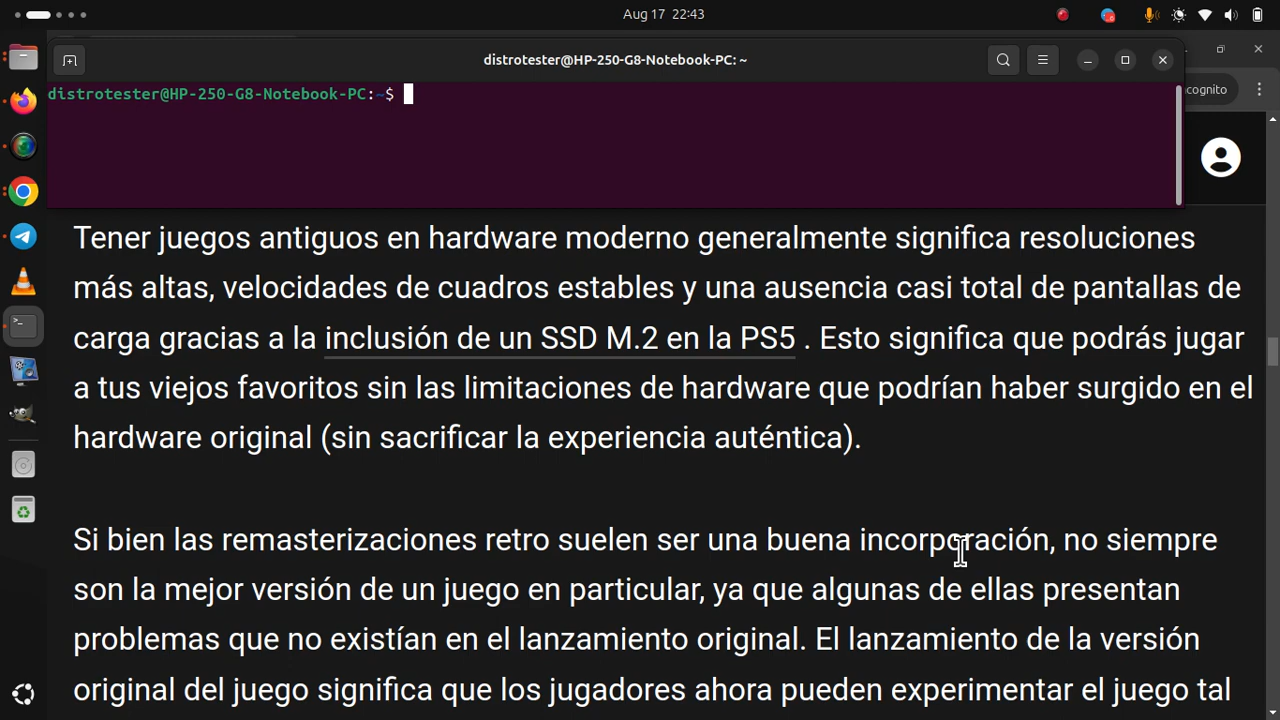 Aug 17 22:43
distrotester@HP-250-G8-Notebook-PC: ~
distrotester@HP-250-G8-Notebook-PC:~$
cognito
Tener juegos antiguos en hardware moderno generalmente significa resoluciones
más altas, velocidades de cuadros estables y una ausencia casi total de pantallas de
carga gracias a la inclusión de un SSD M.2 en la PS5 . Esto significa que podrás jugar
a tus viejos favoritos sin las limitaciones de hardware que podrían haber surgido en el
hardware original (sin sacrificar la experiencia auténtica).
Si bien las remasterizaciones retro suelen ser una buena incorporación, no siempre
son la mejor versión de un juego en particular, ya que algunas de ellas presentan
problemas que no existían en el lanzamiento original. El lanzamiento de la versión
original del juego significa que los jugadores ahora pueden experimentar el juego tal